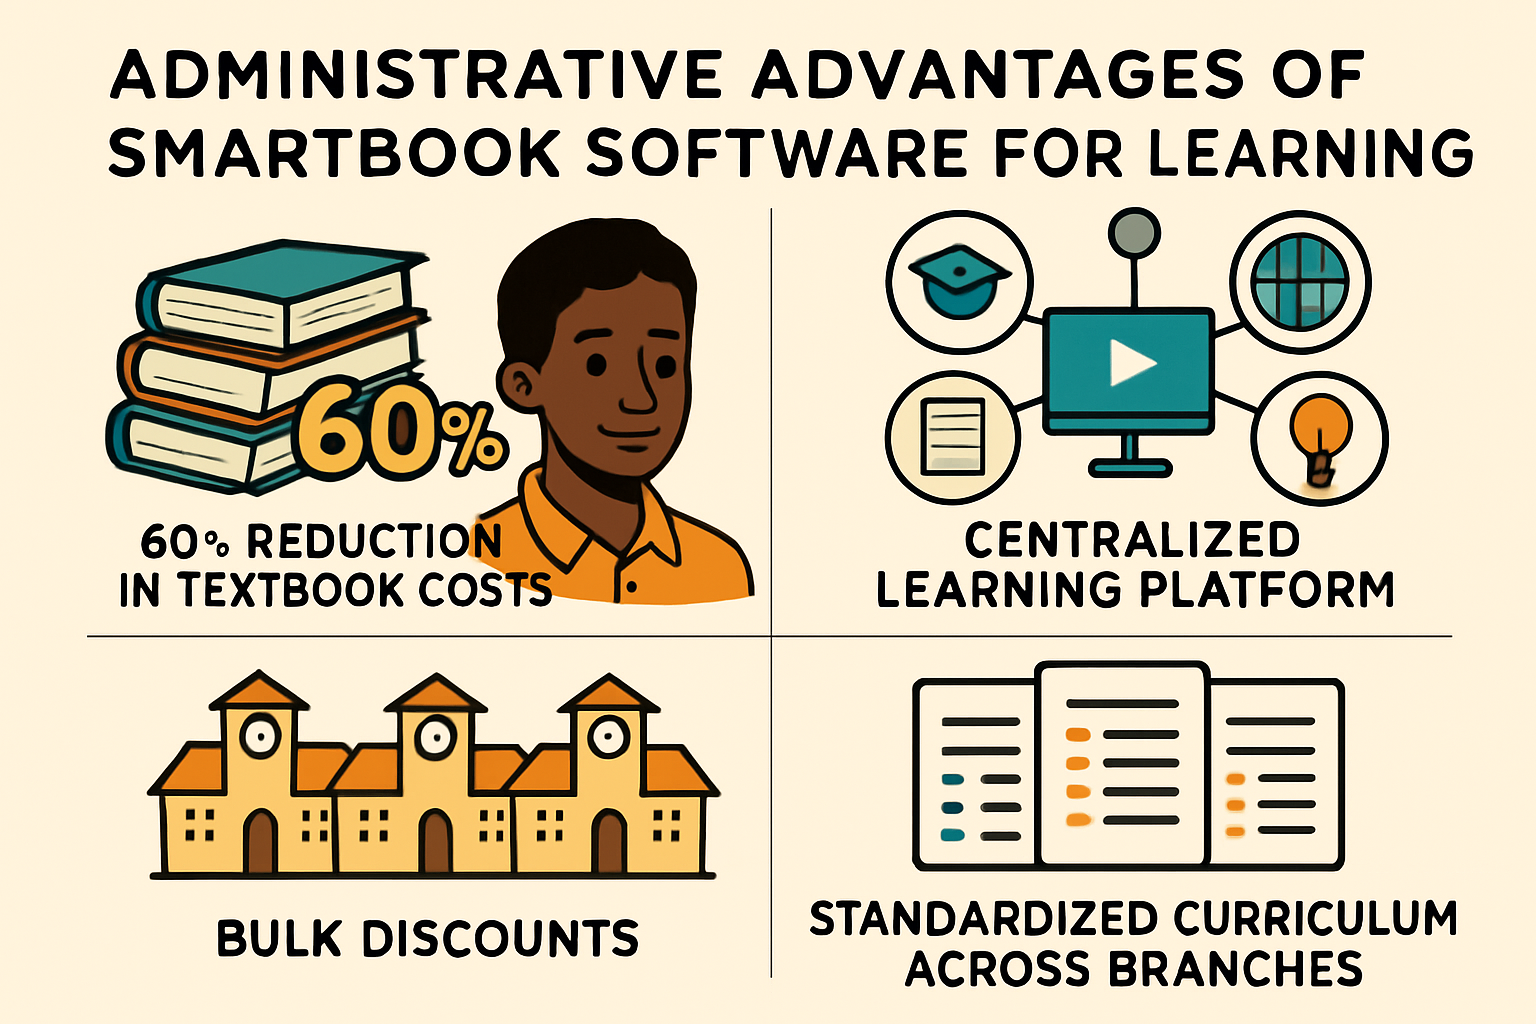 ADMINISTRATIVE ADVANTAGES OF
SMARTBOOK SOFTWARE FOR LEARNING
60%
60% REDUCTION
IN TEXTBOOK COSTS
CENTRALIZED
LEARNING PLATFORM
BULK DISCOUNTS
STANDARDIZED CURRICULUM
ACROSS BRANCHES